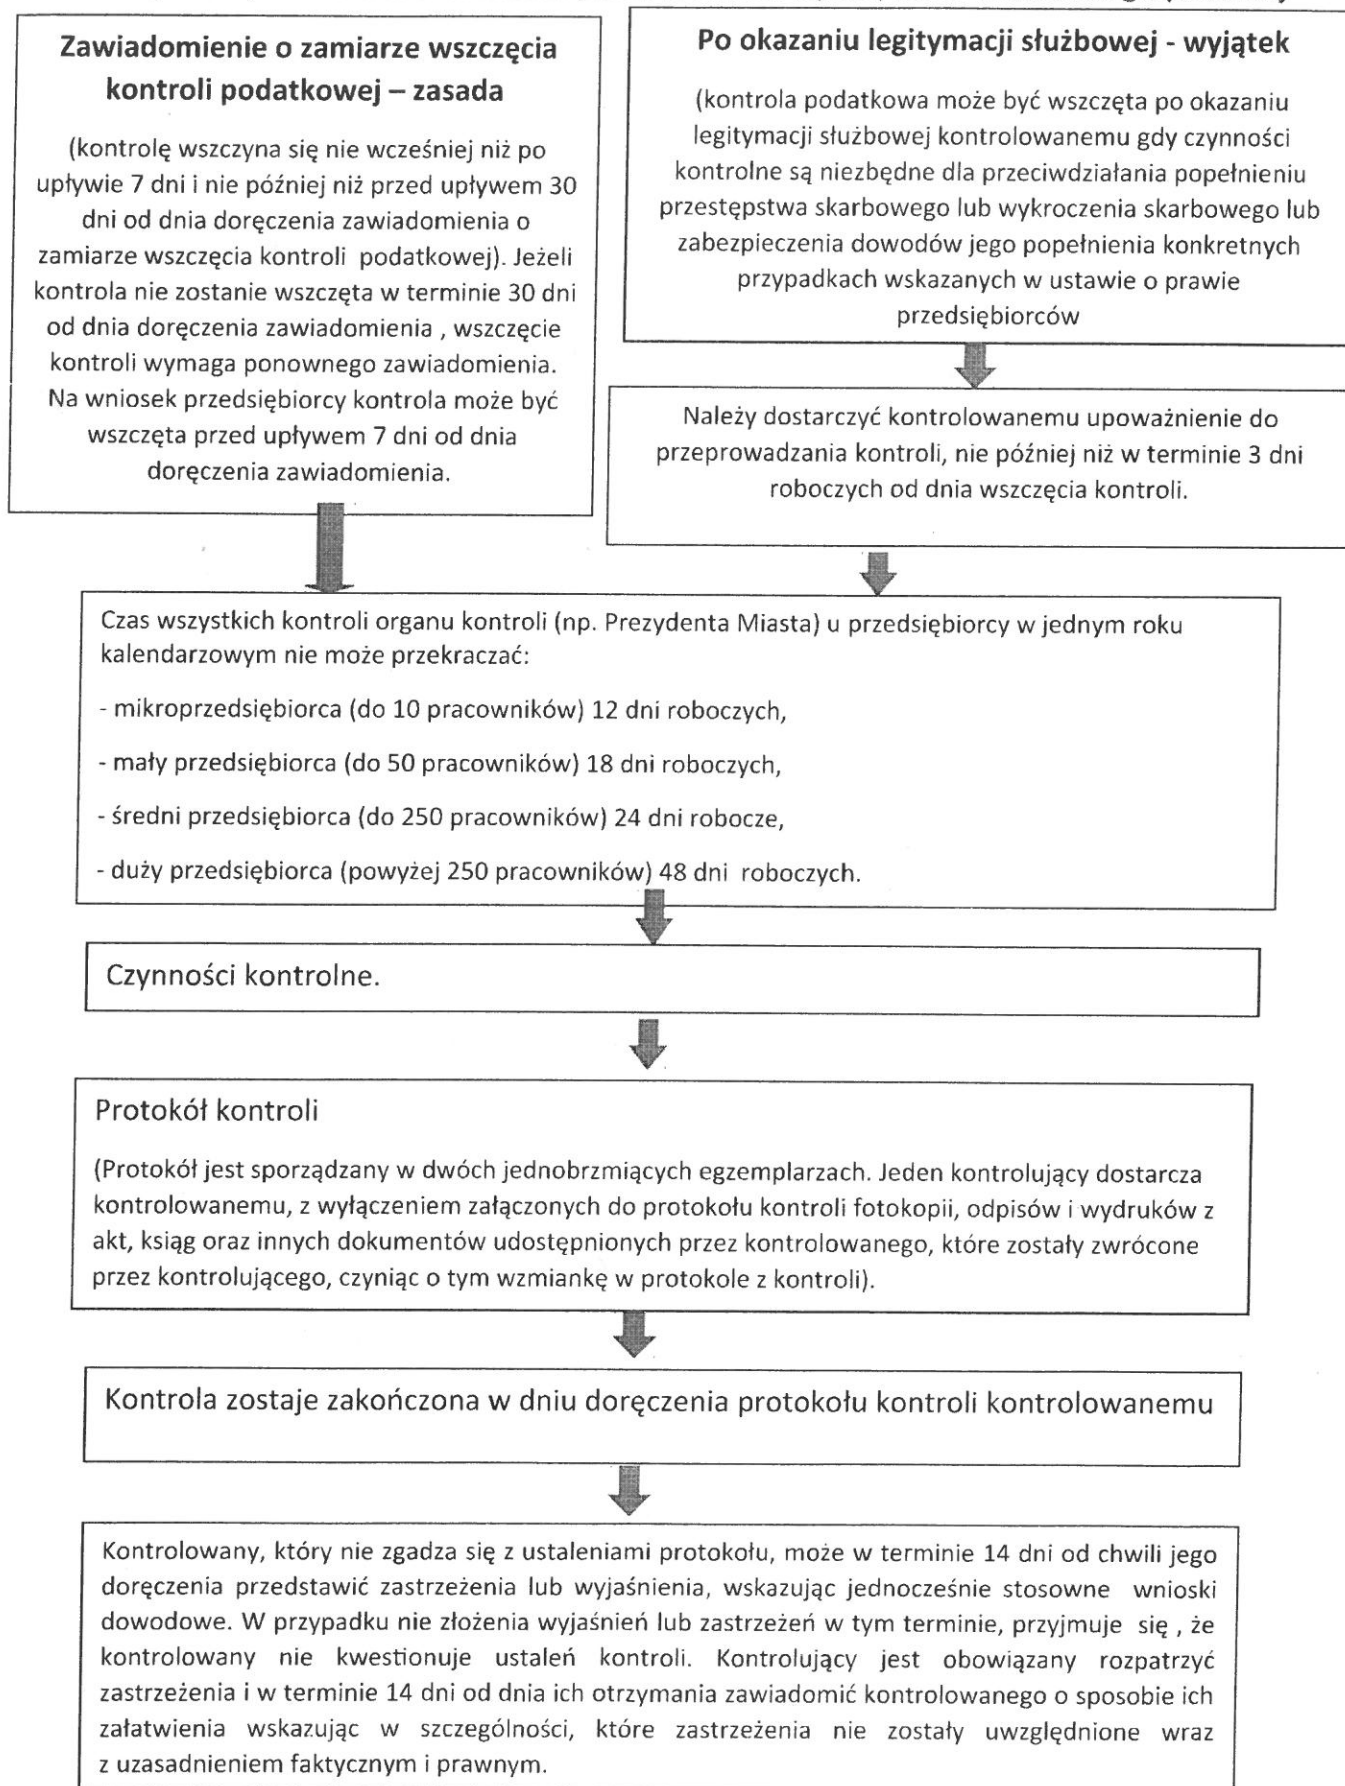 Zawiadomienie o zamiarze wszczęcia
kontroli podatkowej – zasada
(kontrolę wszczyna się nie wcześniej niż po
upływie 7 dni i nie później niż przed upływem 30
dni od dnia doręczenia zawiadomienia o
zamiarze wszczęcia kontroli podatkowej). Jeżeli
kontrola nie zostanie wszczęta w terminie 30 dni
od dnia doręczenia zawiadomienia , wszczęcie
kontroli wymaga ponownego zawiadomienia.
Na wniosek przedsiębiorcy kontrola może być
wszczęta przed upływem 7 dni od dnia
doręczenia zawiadomienia.
Po okazaniu legitymacji służbowej - wyjątek
(kontrola podatkowa może być wszczęta po okazaniu
legitymacji służbowej kontrolowanemu gdy czynności
kontrolne są niezbędne dla przeciwdziałania popełnieniu
przestępstwa skarbowego lub wykroczenia skarbowego lub
zabezpieczenia dowodów jego popełnienia konkretnych
przypadkach wskazanych w ustawie o prawie
przedsiębiorców
Należy dostarczyć kontrolowanemu upoważnienie do
przeprowadzania kontroli, nie później niż w terminie 3 dni
roboczych od dnia wszczęcia kontroli.
Czas wszystkich kontroli organu kontroli (np. Prezydenta Miasta) u przedsiębiorcy w jednym roku
kalendarzowym nie może przekraczać:
- mikroprzedsiębiorca (do 10 pracowników) 12 dni roboczych,
- mały przedsiębiorca (do 50 pracowników) 18 dni roboczych,
- średni przedsiębiorca (do 250 pracowników) 24 dni robocze,
- duży przedsiębiorca (powyżej 250 pracowników) 48 dni roboczych.
Czynności kontrolne.
Protokół kontroli
(Protokół jest sporządzany w dwóch jednobrzmiących egzemplarzach. Jeden kontrolujący dostarcza
kontrolowanemu, z wyłączeniem załączonych do protokołu kontroli fotokopii, odpisów i wydruków z
akt, ksiąg oraz innych dokumentów udostępnionych przez kontrolowanego, które zostały zwrócone
przez kontrolującego, czyniąc o tym wzmiankę w protokole z kontroli).
Kontrola zostaje zakończona w dniu doręczenia protokołu kontroli kontrolowanemu
Kontrolowany, który nie zgadza się z ustaleniami protokołu, może w terminie 14 dni od chwili jego
doręczenia przedstawić zastrzeżenia lub wyjaśnienia, wskazując jednocześnie stosowne wnioski
dowodowe. W przypadku nie złożenia wyjaśnień lub zastrzeżeń w tym terminie, przyjmuje się , że
kontrolowany nie kwestionuje ustaleń kontroli. Kontrolujący jest obowiązany rozpatrzyć
zastrzeżenia i w terminie 14 dni od dnia ich otrzymania zawiadomić kontrolowanego o sposobie ich
załatwienia wskazując w szczególności, które zastrzeżenia nie zostały uwzględnione wraz
z uzasadnieniem faktycznym i prawnym.